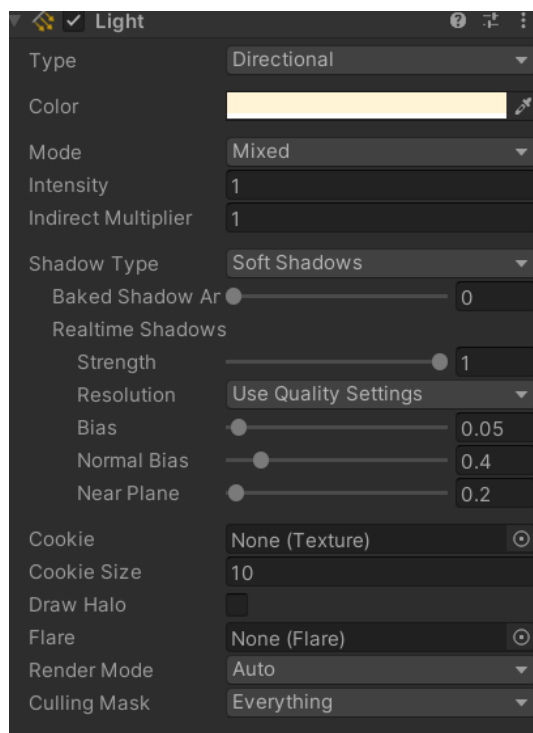 Light
Type Directional
Color
Mode Mixed
Intensity 1
Indirect Multiplier 1
Shadow Type Soft Shadows
Baked Shadow Ar 0
Realtime Shadows
Strength 1
Resolution Use Quality Settings
Bias 0.05
Normal Bias 0.4
Near Plane 0.2
Cookie None (Texture)
Cookie Size 10
Draw Halo
Flare None (Flare)
Render Mode Auto
Culling Mask Everything